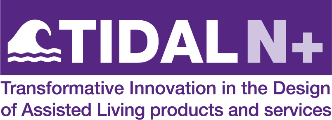 TIDAL N+
Transformative Innovation in the Design
of Assisted Living products and services